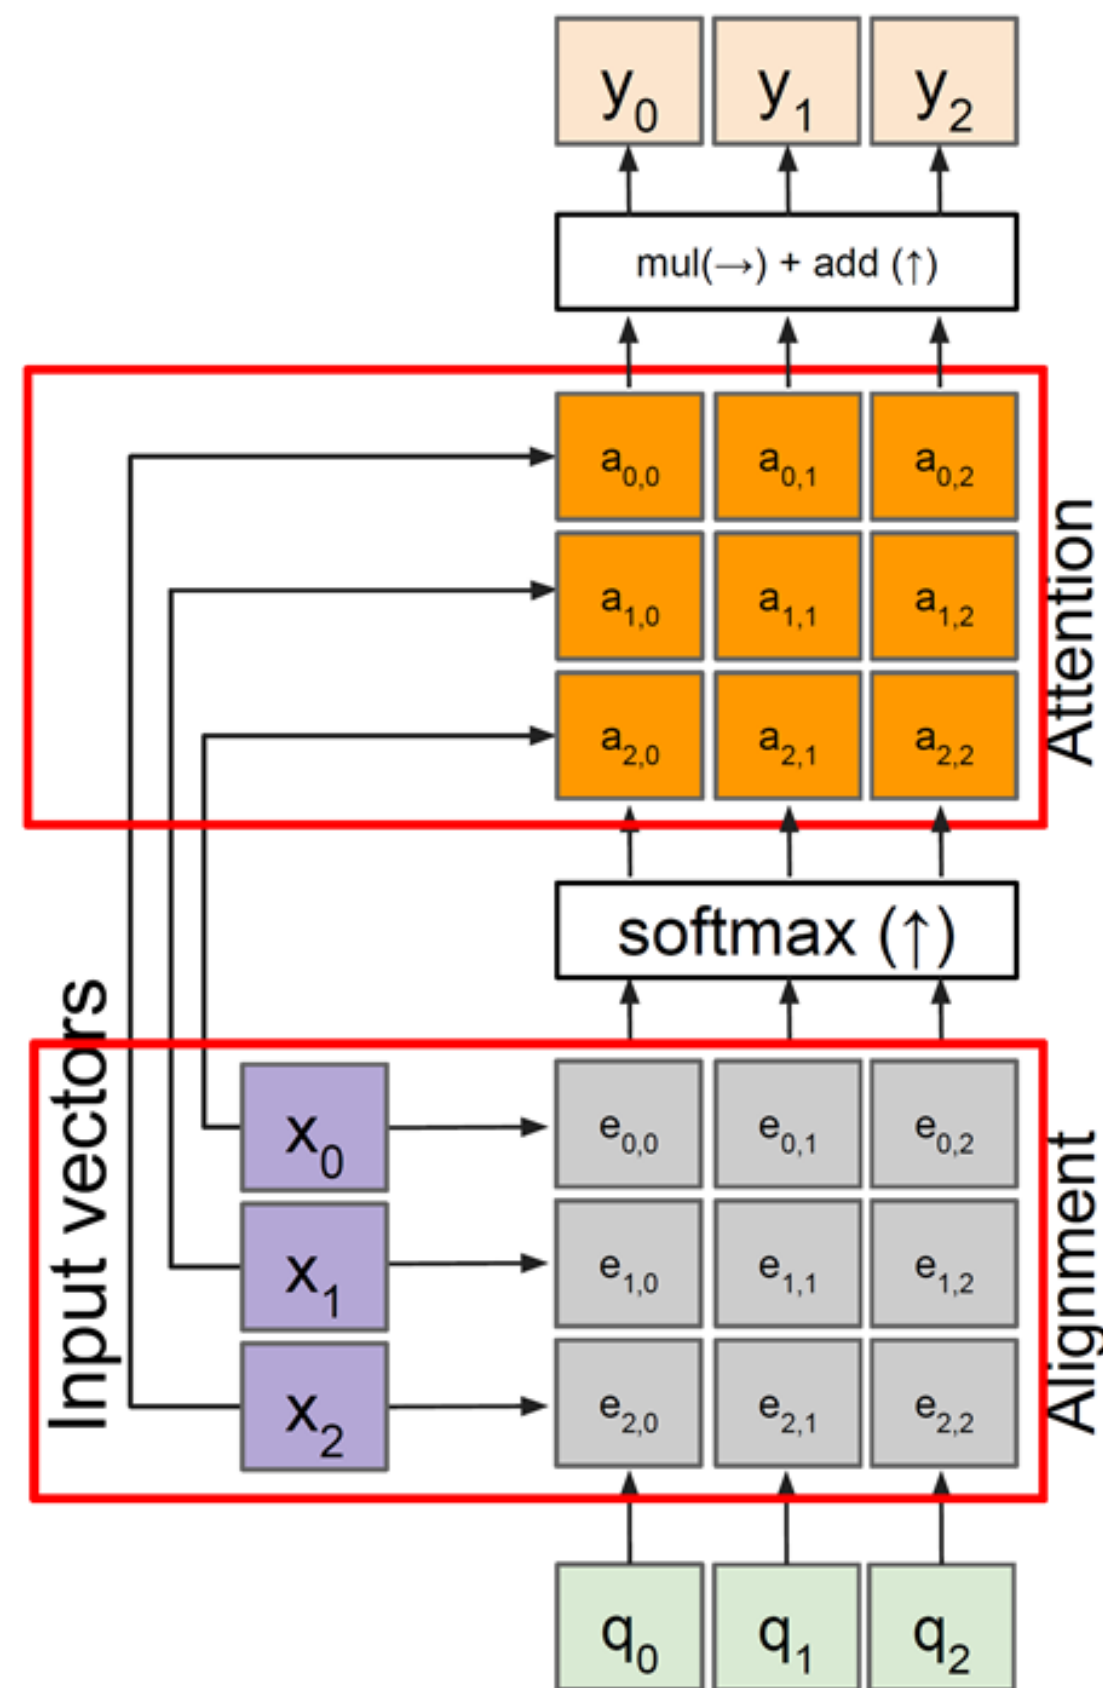 y0 y1 y2
mul(→) + add (↑)
a0,0 a0,1 a0,2
a1,0 a1,1 a1,2
a2,0 a2,1 a2,2
Attention
softmax (↑)
Input vectors
x0 e0,0 e0,1 e0,2
x1 e1,0 e1,1 e1,2
x2 e2,0 e2,1 e2,2
Alignment
q0 q1 q2